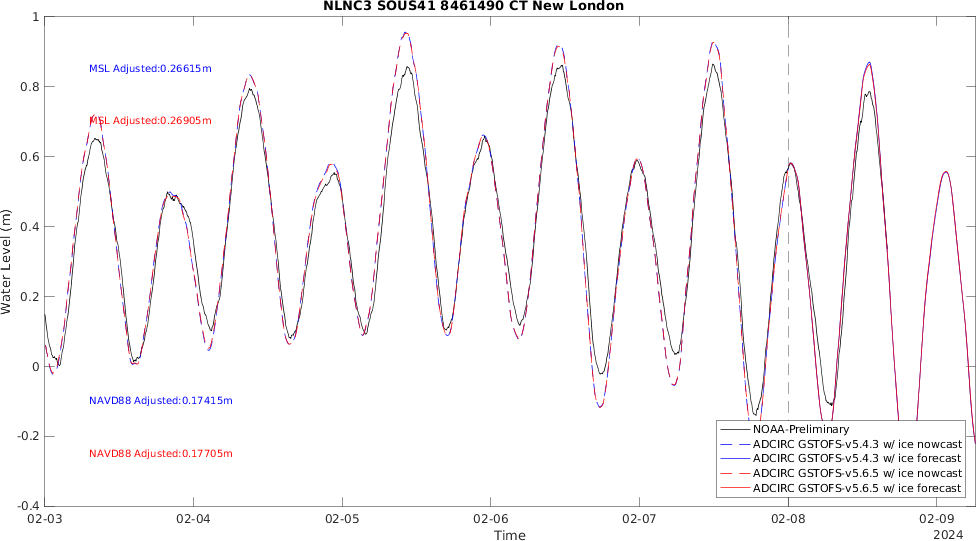 NLNC3 SOUS41 8461490 CT New London
1
0.8
0.6
0.4
0.2
0
-0.2
-0.4
Water Level (m)
MSL Adjusted:0.26615m
MSL Adjusted:0.26905m
NAVD88 Adjusted:0.17415m
NAVD88 Adjusted:0.17705m
NOAA-Preliminary
ADCIRC GSTOFS-v5.4.3 w/ ice nowcast
ADCIRC GSTOFS-v5.4.3 w/ ice forecast
ADCIRC GSTOFS-v5.6.5 w/ ice nowcast
ADCIRC GSTOFS-v5.6.5 w/ ice forecast
02-03 02-04 02-05 02-06 02-07 02-08 02-09
Time
2024